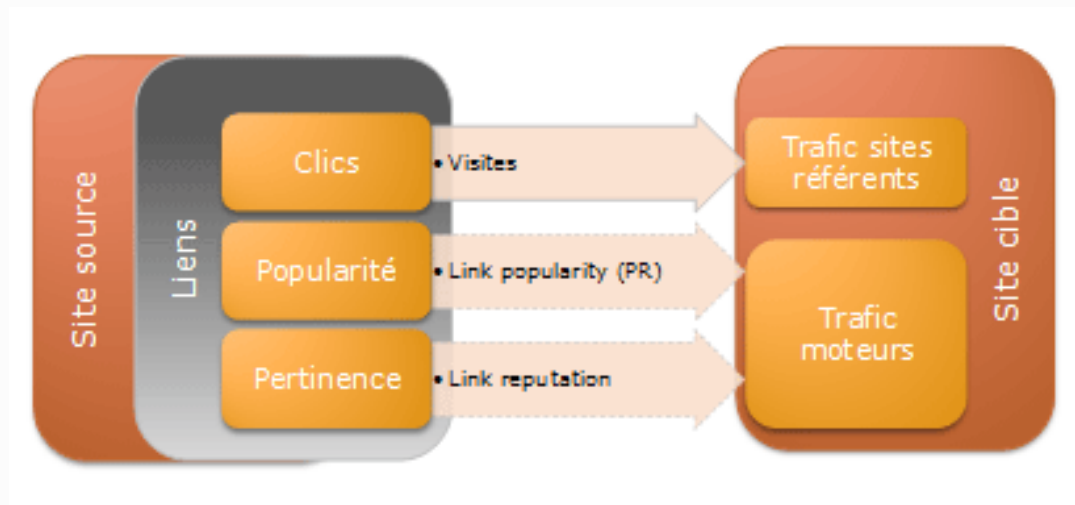 Site source
Liens
Clics
• Visites
Trafic sites
référents
Popularité
• Link popularity (PR)
Pertinence
• Link reputation
Trafic
moteurs
Site cible